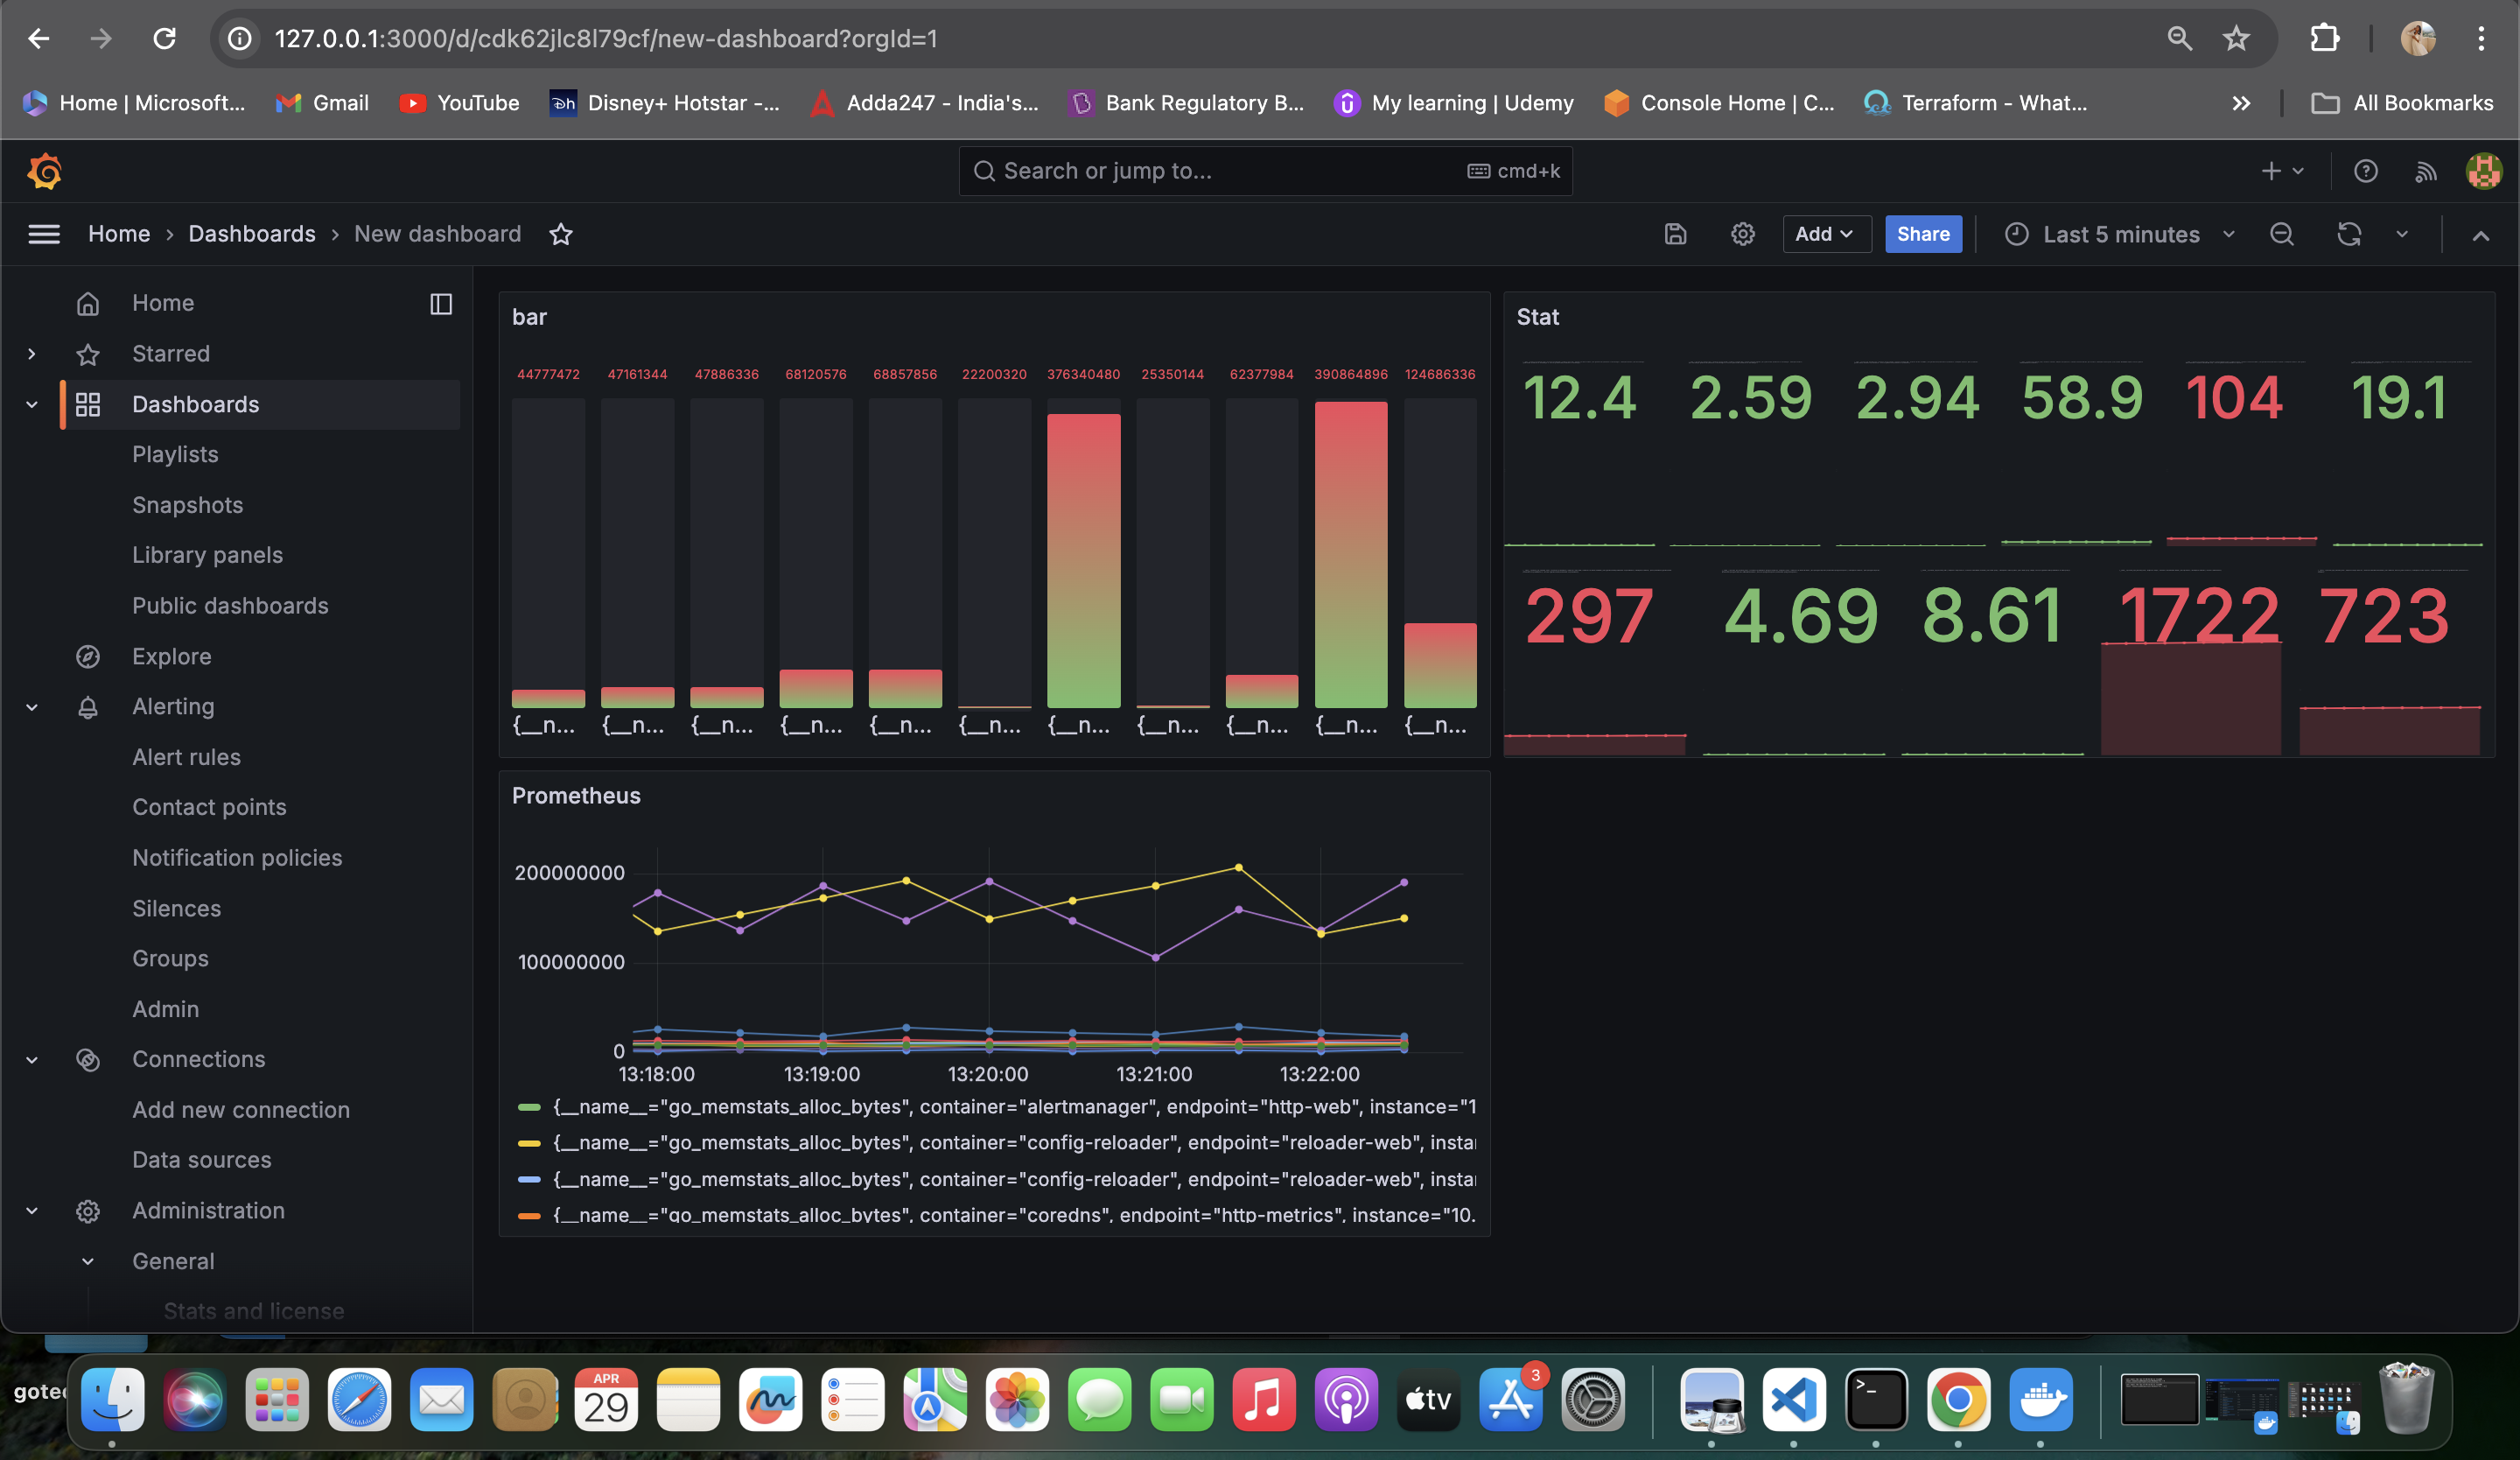 127.0.0.1:3000/d/cdk62jlc8l79cf/new-dashboard?orgId=1
Home | Microsoft... Gmail YouTube Disney+ Hotstar -... Adda247 - India's... Bank Regulatory B... My learning | Udemy Console Home | C... Terraform - What... All Bookmarks
Search or jump to... cmd+k
Home Dashboards New dashboard Add Share Last 5 minutes
Home
Starred
Dashboards
Playlists
Snapshots
Library panels
Public dashboards
Explore
Alerting
Alert rules
Contact points
Notification policies
Silences
Groups
Admin
Connections
Add new connection
Data sources
Administration
General
Stats and license
bar
44777472 47161344 47886336 68120576 68857856 22200320 376340480 25350144 62377984 390864896 124686336
{__n... {__n... {__n... {__n... {__n... {__n... {__n... {__n... {__n... {__n... {__n...
Stat
12.4 2.59 2.94 58.9 104 19.1
297 4.69 8.61 1722 723
Prometheus
200000000
100000000
0
13:18:00 13:19:00 13:20:00 13:21:00 13:22:00
{__name__="go_memstats_alloc_bytes", container="alertmanager", endpoint="http-web", instance="1
{__name__="go_memstats_alloc_bytes", container="config-reloader", endpoint="reloader-web", instan
{__name__="go_memstats_alloc_bytes", container="config-reloader", endpoint="reloader-web", instan
{__name__="go_memstats_alloc_bytes", container="coredns", endpoint="http-metrics", instance="10.
gotec
APR
29
tv
3